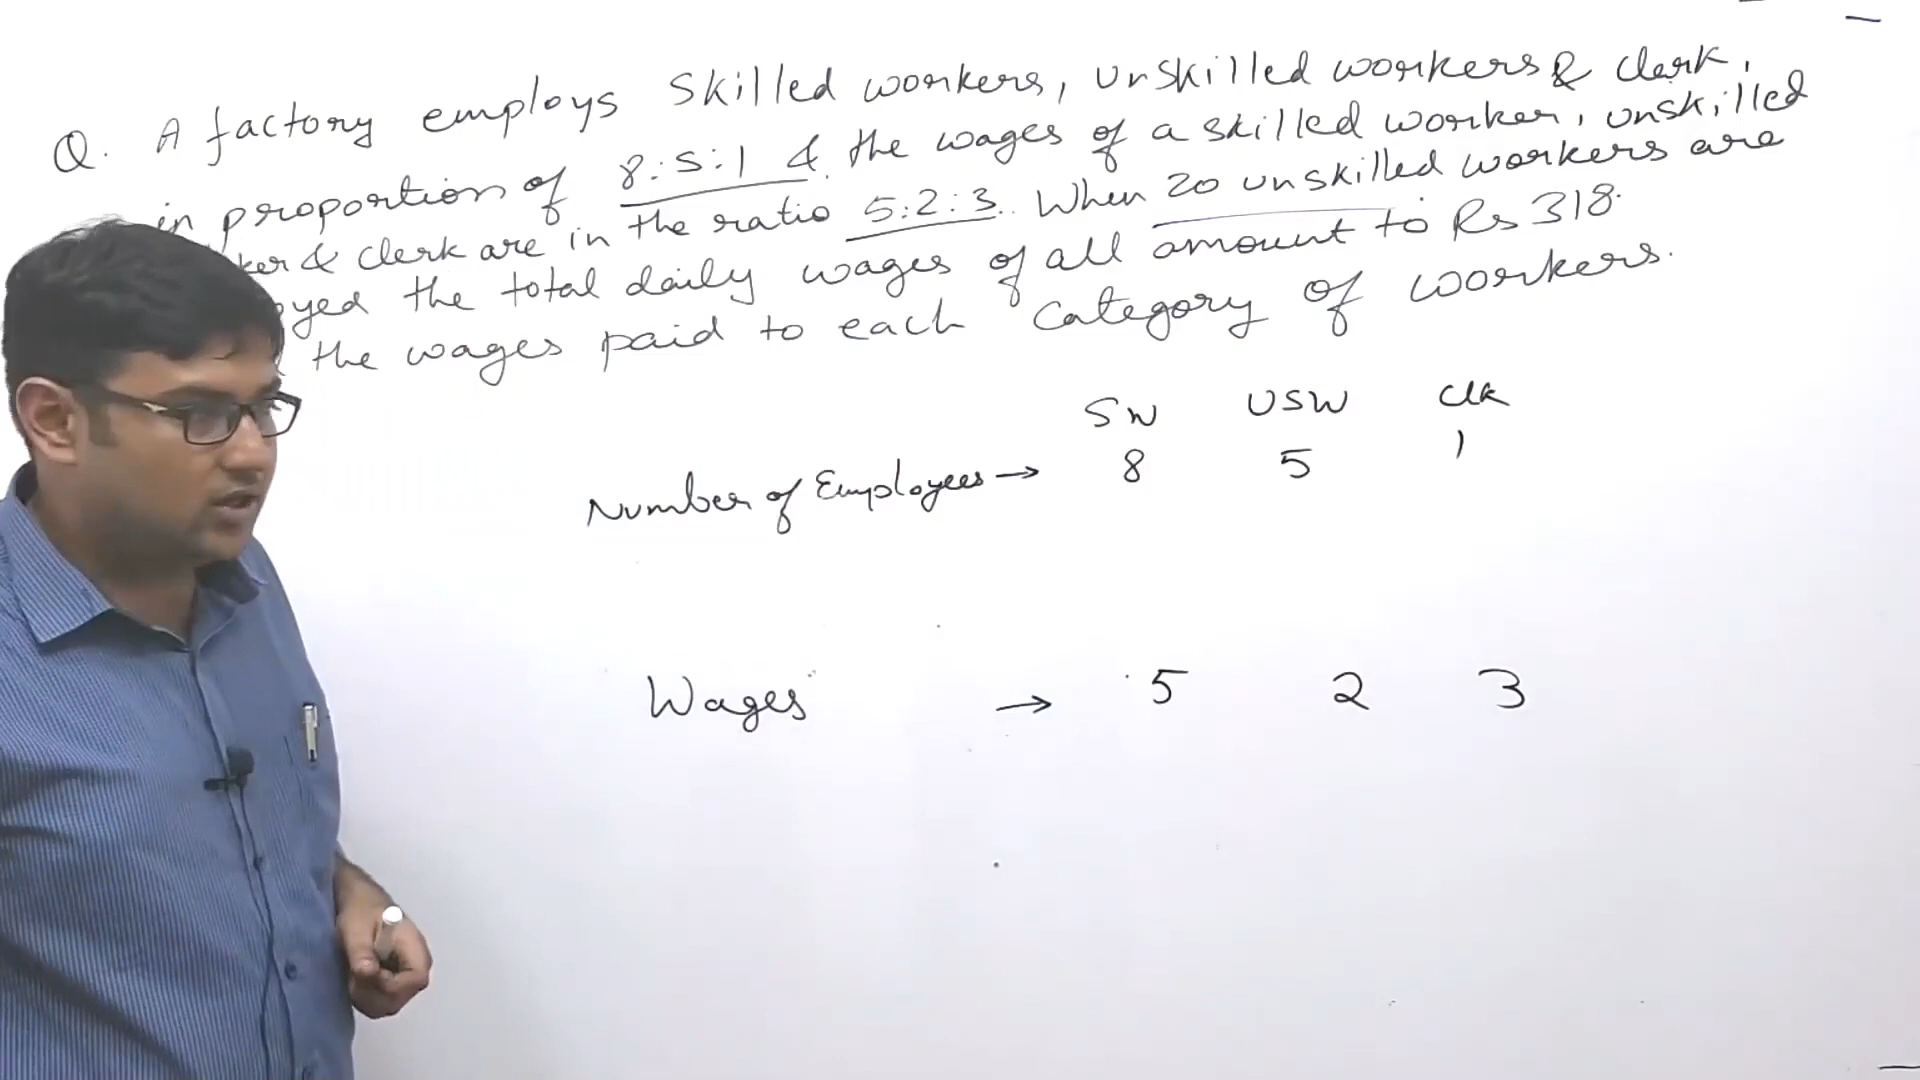 Q. A factory employs skilled workers, unskilled workers & clerk,
in proportion of 8:5:1 & the wages of a skilled worker, unskilled
ker & clerk are in the ratio 5:2:3. When 20 unskilled workers are
oyed the total daily wages of all amount to Rs 318.
the wages paid to each category of workers.
SW USW Clk
Number of Employees → 8 5 1
Wages → 5 2 3